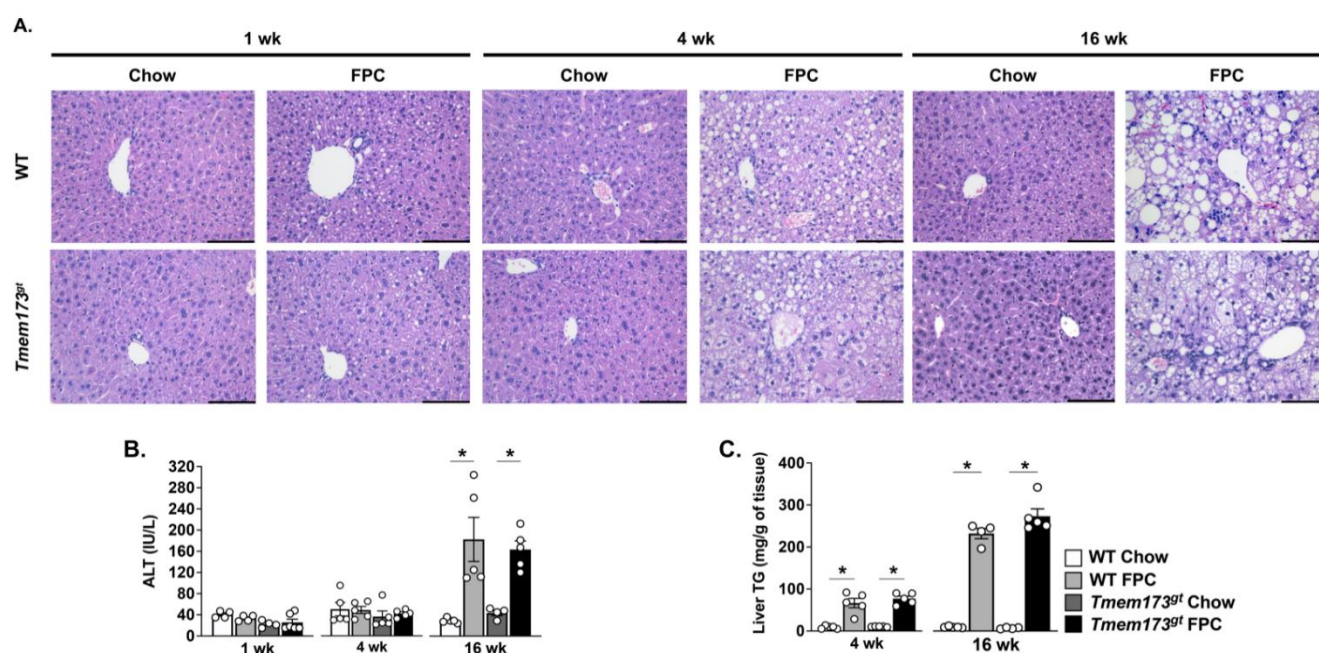 A.
1 wk 4 wk 16 wk
Chow FPC Chow FPC Chow FPC
WT
Tmem173gt
B.
320
280
240
200
160
120
80
40
0
ALT (IU/L)
*
*
1 wk 4 wk 16 wk
C.
400
300
200
100
0
Liver TG (mg/g of tissue)
*
*
*
*
4 wk 16 wk
WT Chow
WT FPC
Tmem173gt Chow
Tmem173gt FPC